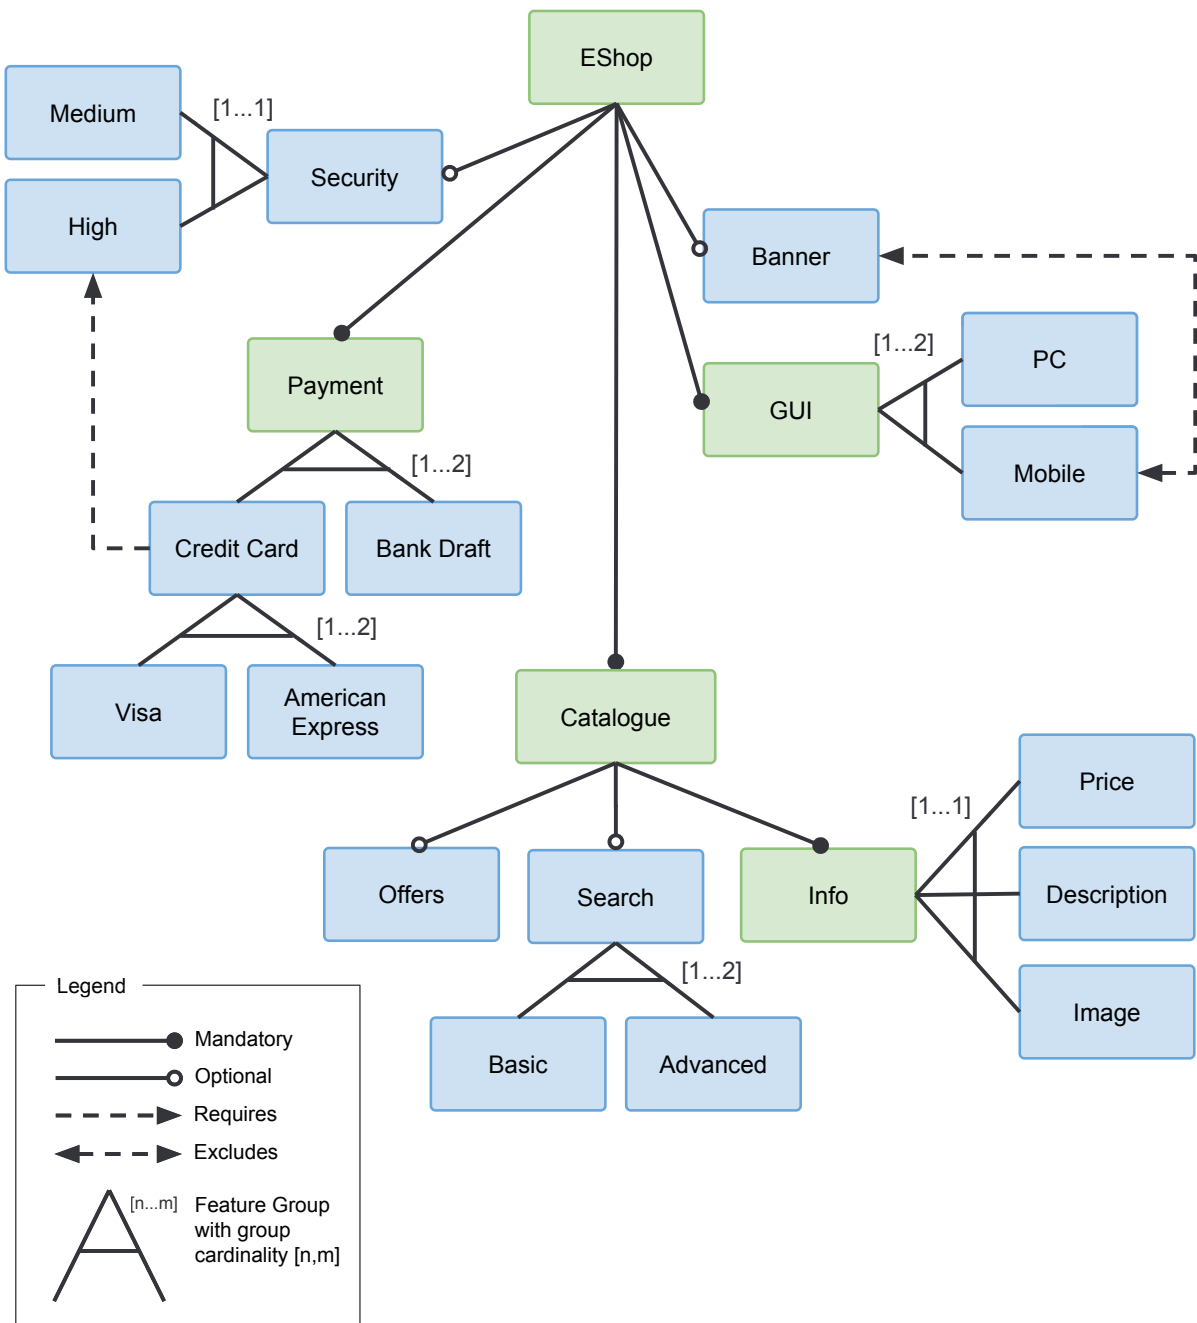 EShop
Medium
[1...1]
Security
High
Banner
[1...2]
PC
Payment
GUI
Mobile
[1...2]
Credit Card
Bank Draft
[1...2]
Visa
American
Express
Catalogue
Price
[1...1]
Offers
Search
Info
Description
[1...2]
Image
Basic
Advanced
Legend
Mandatory
Optional
Requires
Excludes
[n...m]
Feature Group
with group
cardinality [n,m]